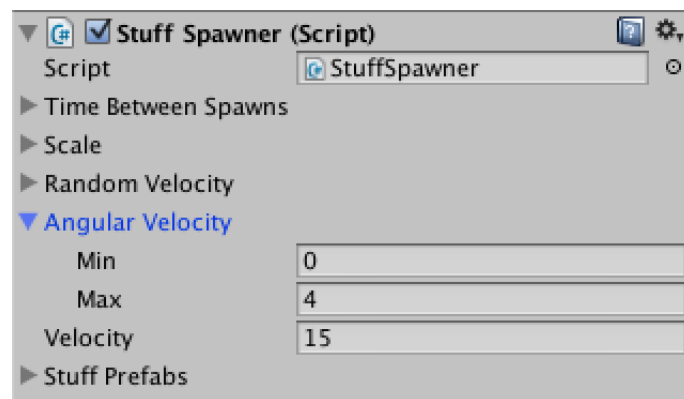 Stuff Spawner (Script)
Script StuffSpawner
Time Between Spawns
Scale
Random Velocity
Angular Velocity
Min 0
Max 4
Velocity 15
Stuff Prefabs